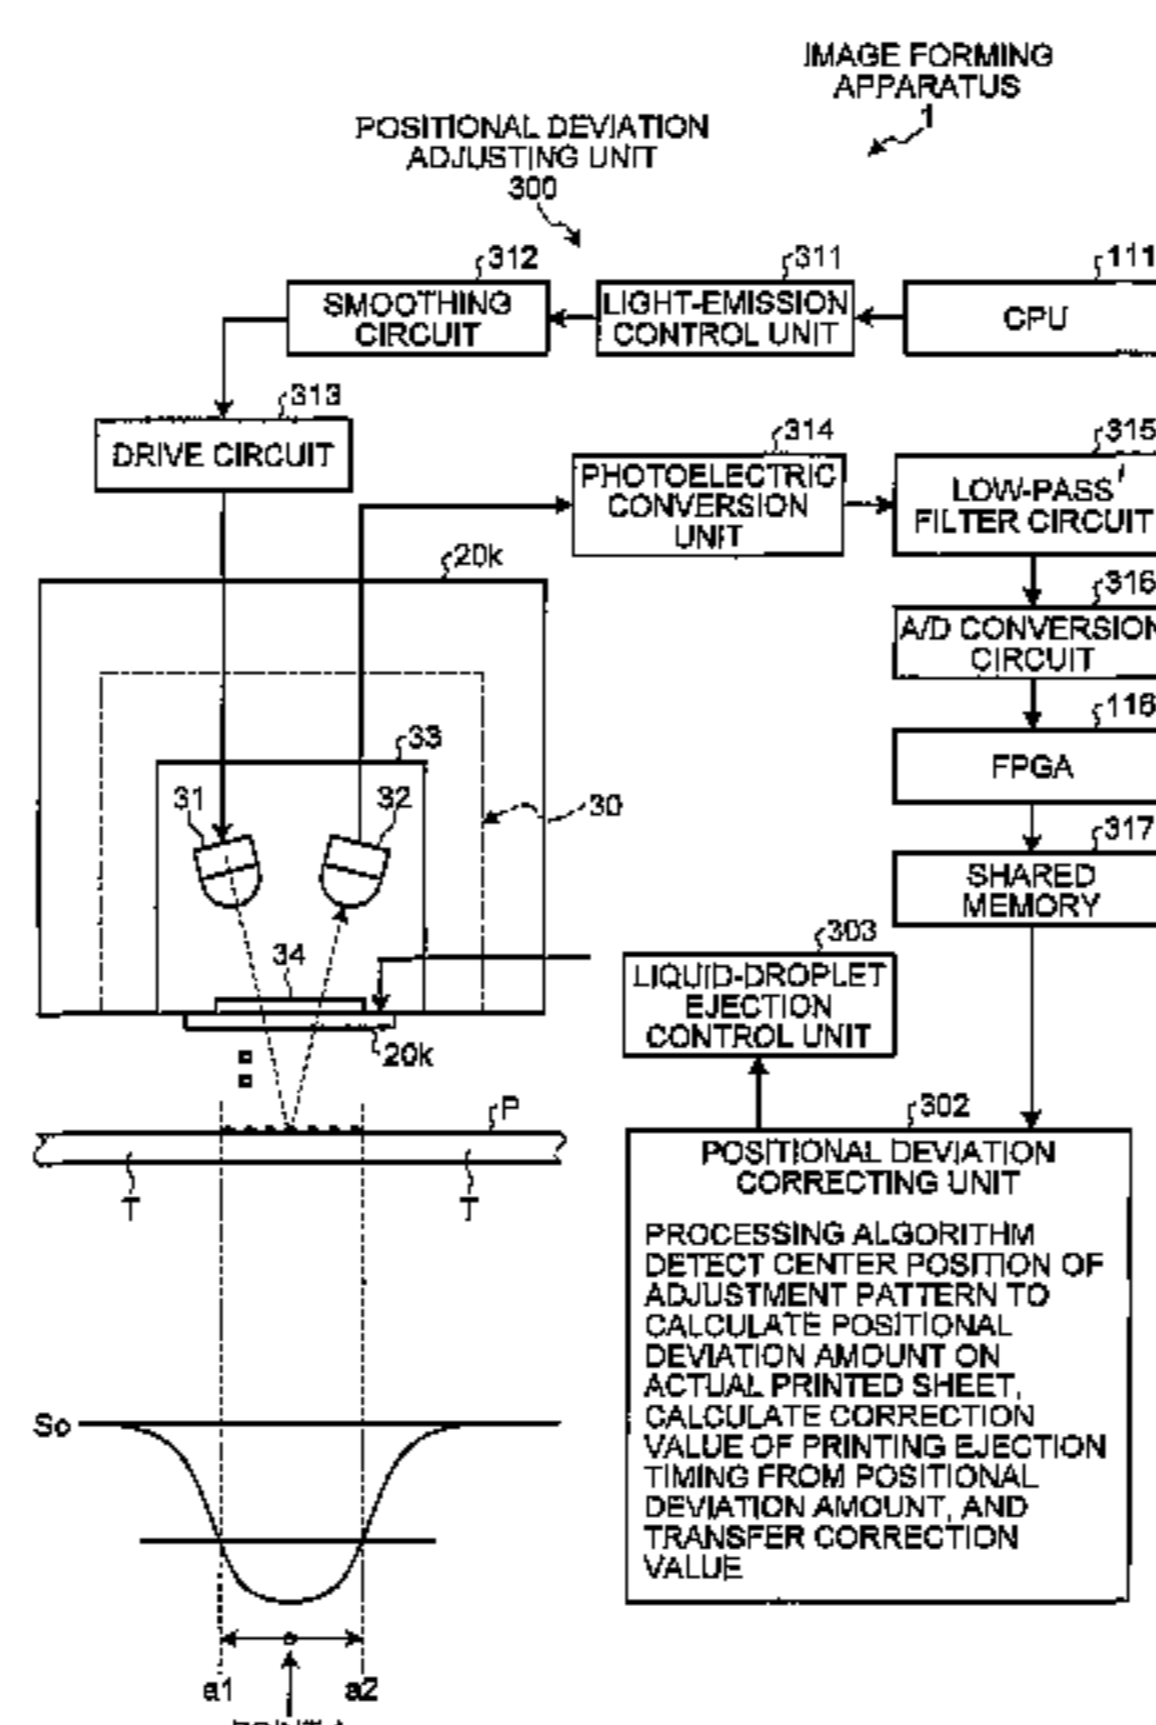 IMAGE FORMING
APPARATUS
1
POSITIONAL DEVIATION
ADJUSTING UNIT
300
312
311
111
SMOOTHING
CIRCUIT
LIGHT-EMISSION
CONTROL UNIT
CPU
313
DRIVE CIRCUIT
314
315
PHOTOELECTRIC
CONVERSION
UNIT
LOW-PASS
FILTER CIRCUIT
20k
316
A/D CONVERSION
CIRCUIT
116
FPGA
33
31
32
30
317
SHARED
MEMORY
303
34
LIQUID-DROPLET
EJECTION
CONTROL UNIT
20k
P
302
T
T
POSITIONAL DEVIATION
CORRECTING UNIT
PROCESSING ALGORITHM
DETECT CENTER POSITION OF
ADJUSTMENT PATTERN TO
CALCULATE POSITIONAL
DEVIATION AMOUNT ON
ACTUAL PRINTED SHEET,
CALCULATE CORRECTION
VALUE OF PRINTING EJECTION
TIMING FROM POSITIONAL
DEVIATION AMOUNT, AND
TRANSFER CORRECTION
VALUE
So
a1
a2